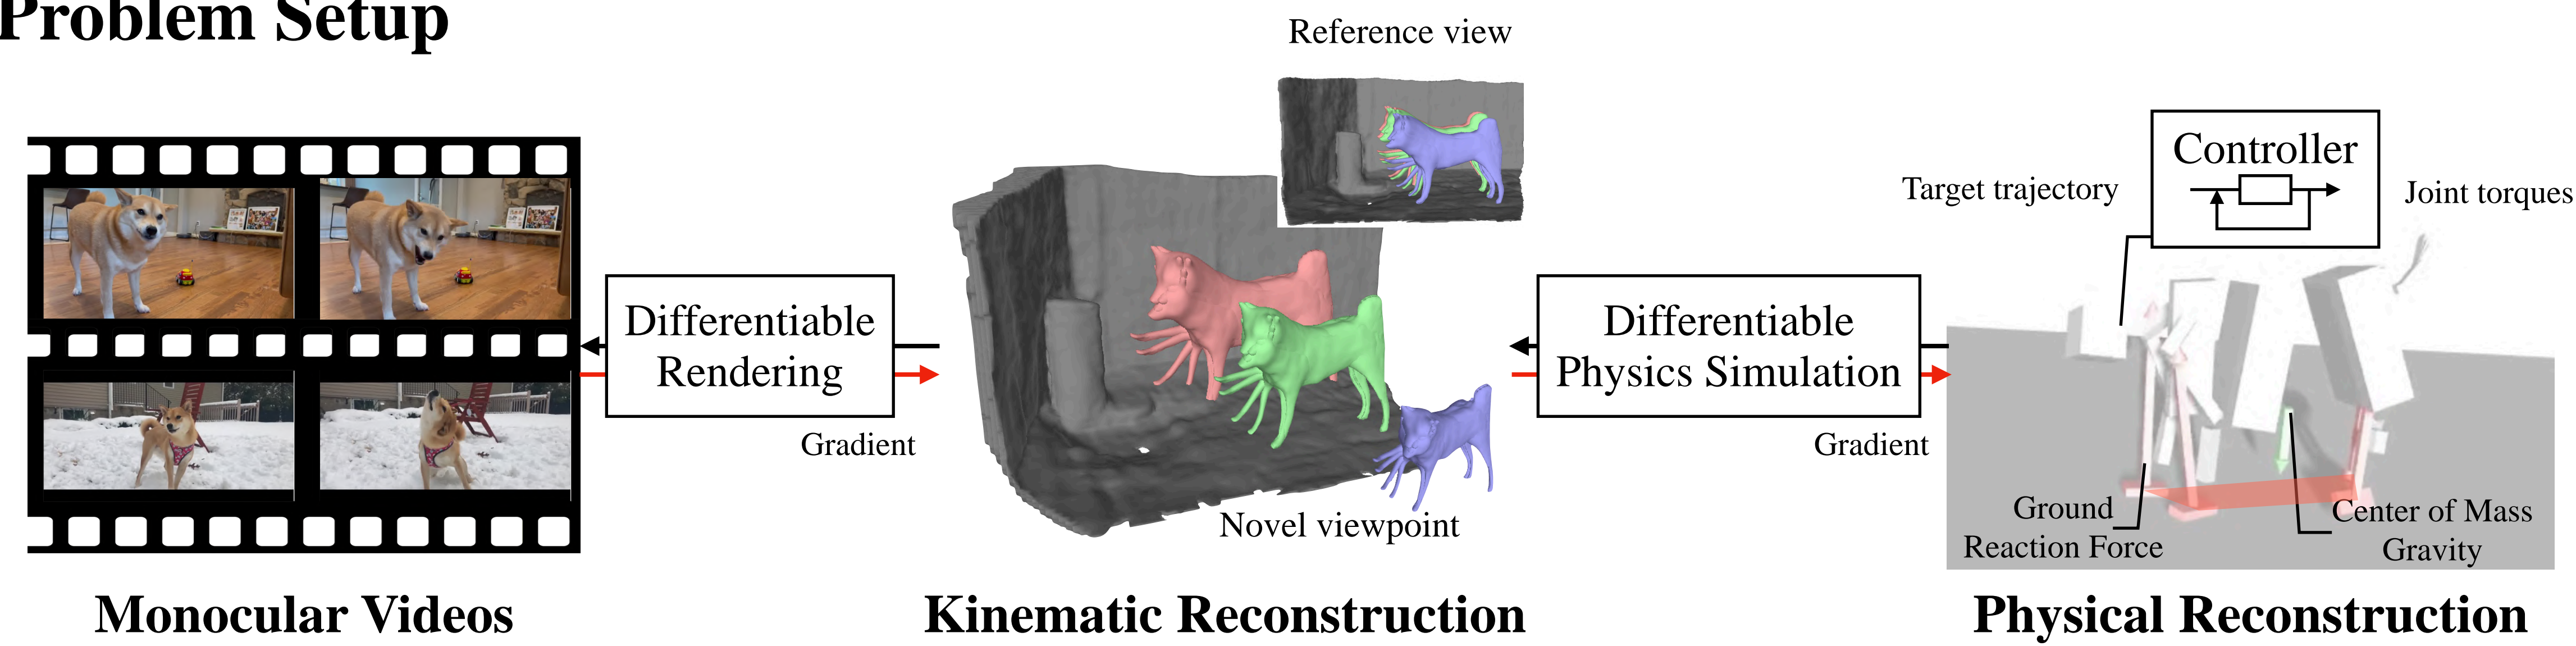 Problem Setup
Reference view
Controller
Target trajectory
Joint torques
Differentiable
Rendering
Gradient
Differentiable
Physics Simulation
Gradient
Novel viewpoint
Ground
Reaction Force
Center of Mass
Gravity
Monocular Videos
Kinematic Reconstruction
Physical Reconstruction